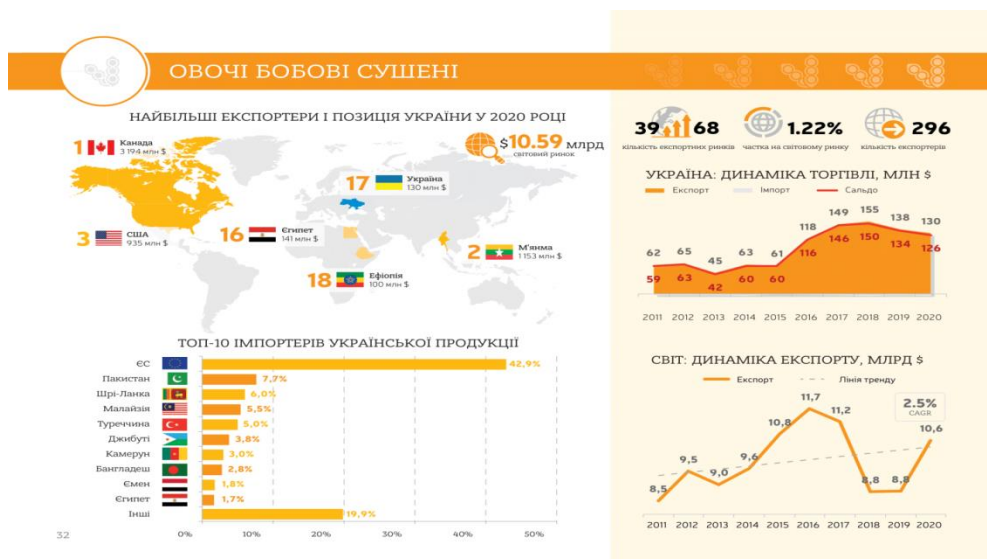 ОВОЧІ БОБОВІ СУШЕНІ
НАЙБІЛЬШІ ЕКСПОРТЕРИ І ПОЗИЦІЯ УКРАЇНИ У 2020 РОЦІ
1 Канада
3 194 млн $
$10.59 млрд
світовий ринок
17 Україна
130 млн $
3 США
935 млн $
16 Єгипет
141 млн $
2 М'янма
1 153 млн $
18 Ефіопія
100 млн $
ТОП-10 ІМПОРТЕРІВ УКРАЇНСЬКОЇ ПРОДУКЦІЇ
ЄС 42,9%
Пакистан 7,7%
Шрі-Ланка 6,0%
Малайзія 5,5%
Туреччина 5,0%
Джибуті 3,8%
Камерун 3,0%
Бангладеш 2,8%
Ємен 1,8%
Єгипет 1,7%
Інші 19,9%
0% 10% 20% 30% 40% 50%
32
39 68
кількість експортних ринків
1.22%
частка на світовому ринку
296
кількість експортерів
УКРАЇНА: ДИНАМІКА ТОРГІВЛІ, МЛН $
Експорт Імпорт Сальдо
62 65 45 63 61 118 149 155 138 130
59 63 42 60 60 116 146 150 134 126
2011 2012 2013 2014 2015 2016 2017 2018 2019 2020
СВІТ: ДИНАМІКА ЕКСПОРТУ, МЛРД $
Експорт Лінія тренду
2.5%
CAGR
8,5 9,5 9,0 9,6 10,8 11,7 11,2 8,8 8,8 10,6
2011 2012 2013 2014 2015 2016 2017 2018 2019 2020